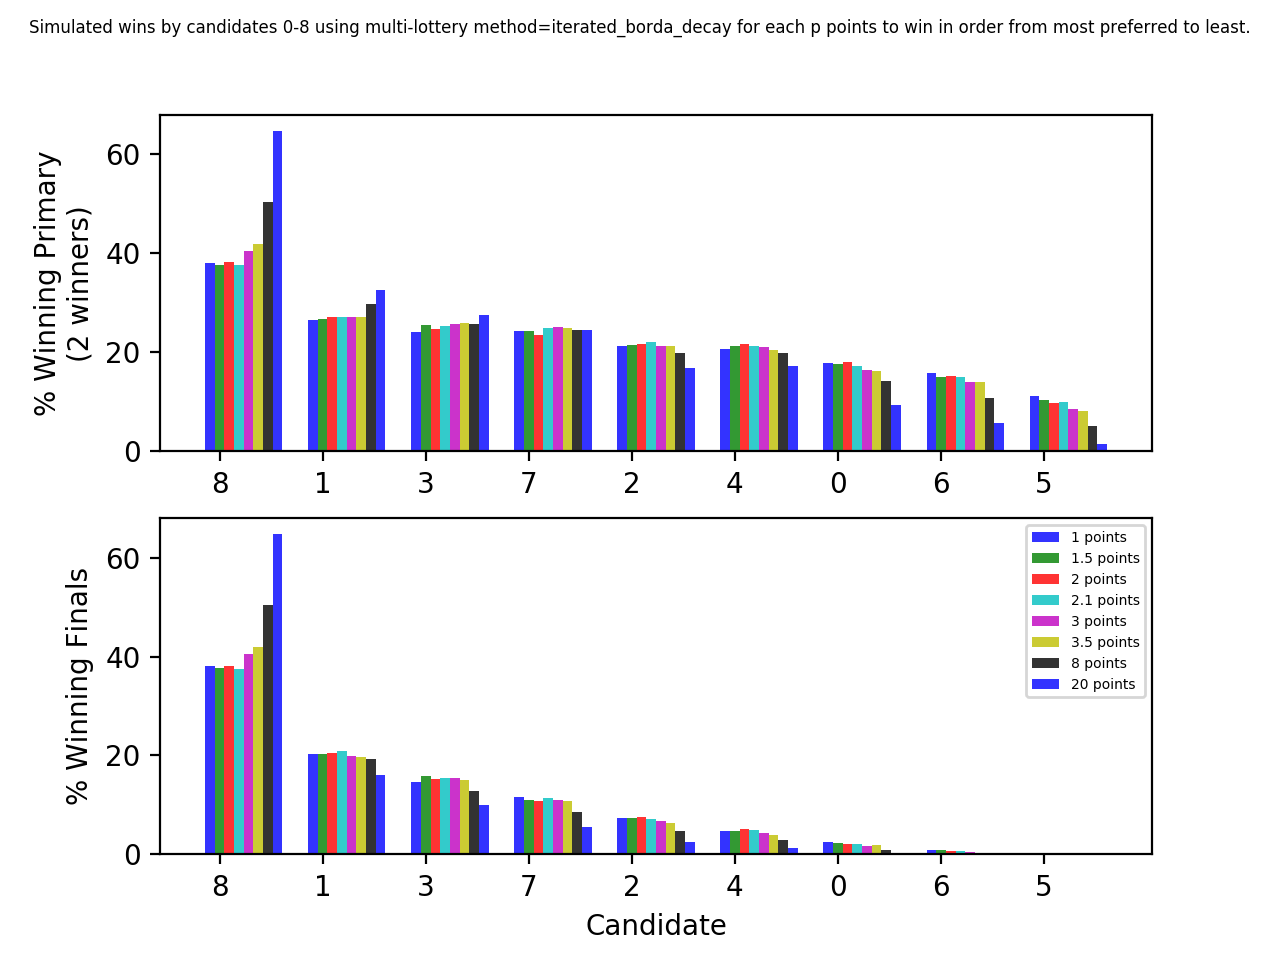 Simulated wins by candidates 0-8 using multi-lottery method=iterated_borda_decay for each p points to win in order from most preferred to least.
% Winning Primary
(2 winners)
60
40
20
0
8 1 3 7 2 4 0 6 5
% Winning Finals
60
40
20
0
1 points
1.5 points
2 points
2.1 points
3 points
3.5 points
8 points
20 points
8 1 3 7 2 4 0 6 5
Candidate